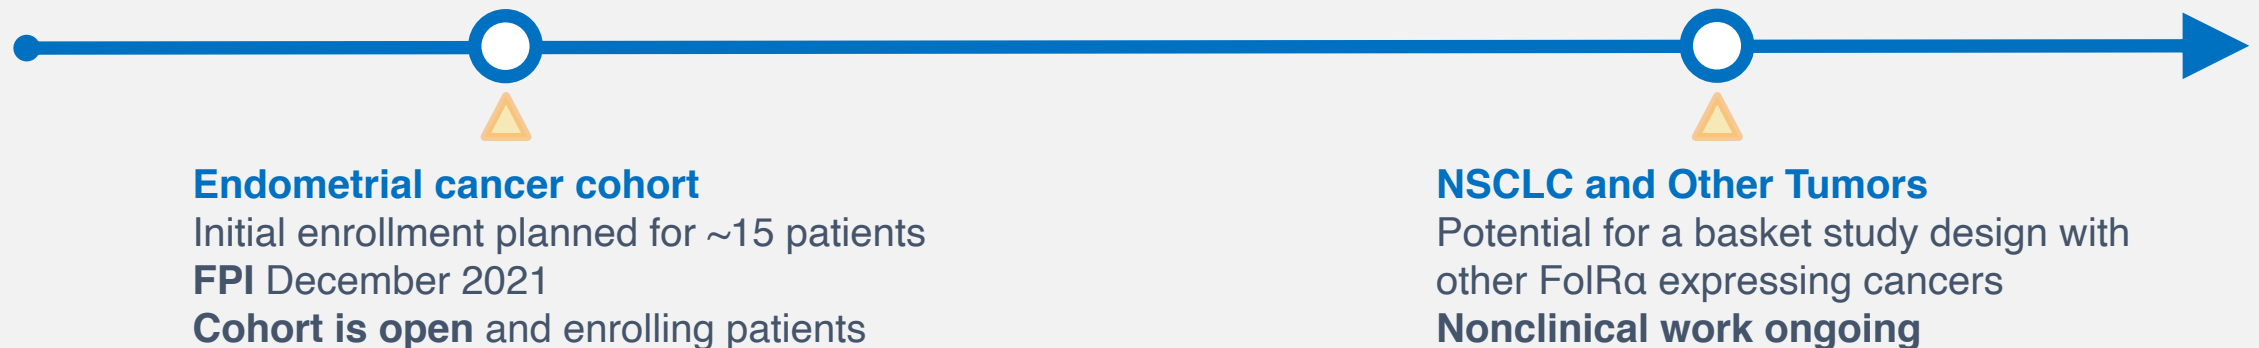 Endometrial cancer cohort
Initial enrollment planned for ~15 patients
FPI December 2021
Cohort is open and enrolling patients
NSCLC and Other Tumors
Potential for a basket study design with
other FolRα expressing cancers
Nonclinical work ongoing